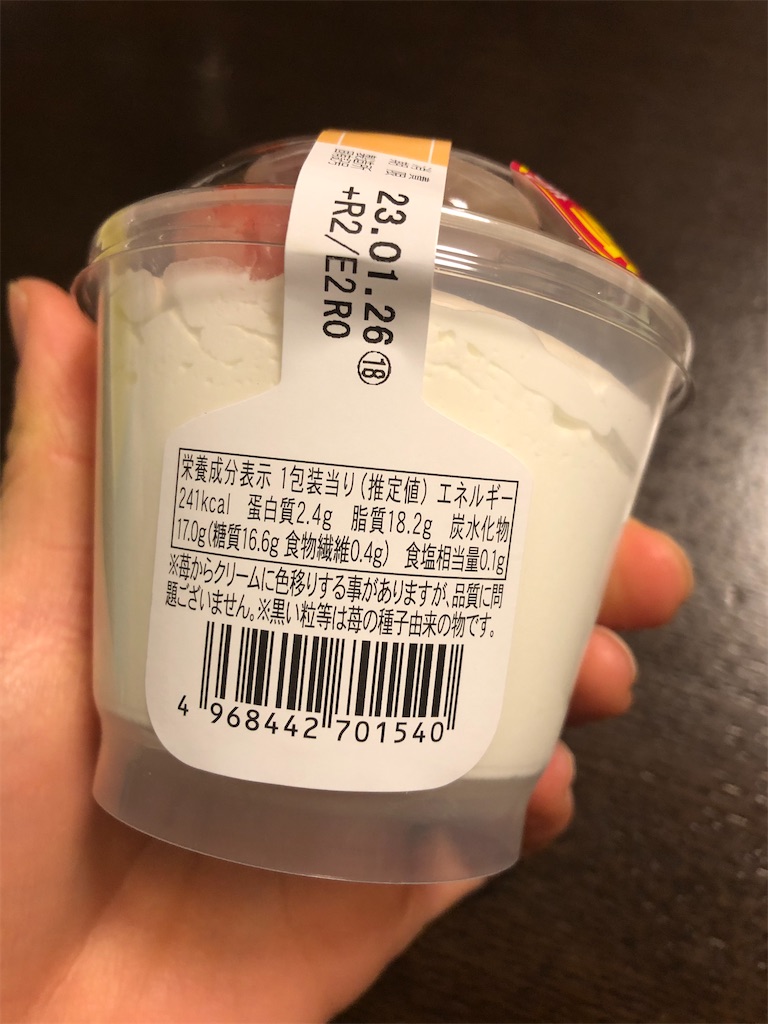 23.01.26⑱
+R2/E2R0
栄養成分表示 1包装当り(推定値) エネルギー
241kcal 蛋白質2.4g 脂質18.2g 炭水化物
17.0g(糖質16.6g 食物繊維0.4g) 食塩相当量0.1g
※苺からクリームに色移りする事がありますが、品質に問
題ございません。※黒い粒等は苺の種子由来の物です。
4 968442 701540